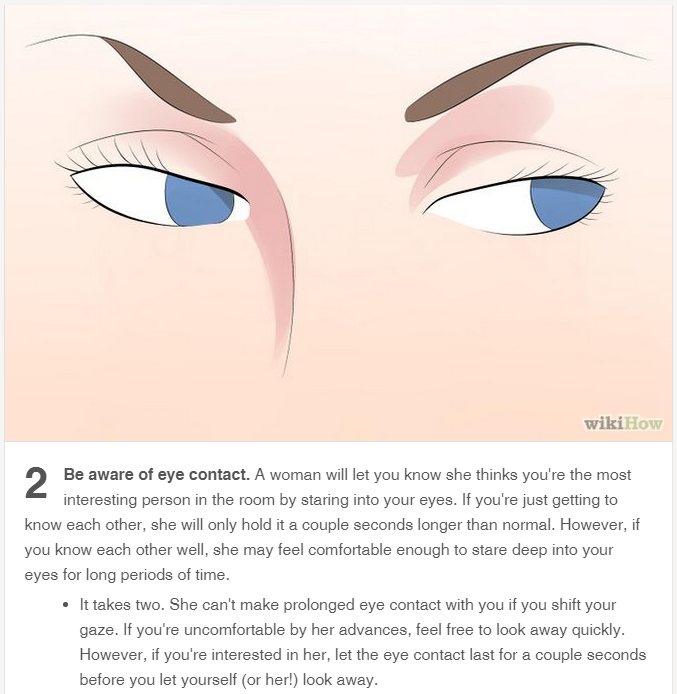 wikiHow
2 Be aware of eye contact. A woman will let you know she thinks you're the most
interesting person in the room by staring into your eyes. If you're just getting to
know each other, she will only hold it a couple seconds longer than normal. However, if
you know each other well, she may feel comfortable enough to stare deep into your
eyes for long periods of time.
• It takes two. She can't make prolonged eye contact with you if you shift your
gaze. If you're uncomfortable by her advances, feel free to look away quickly.
However, if you're interested in her, let the eye contact last for a couple seconds
before you let yourself (or her!) look away.